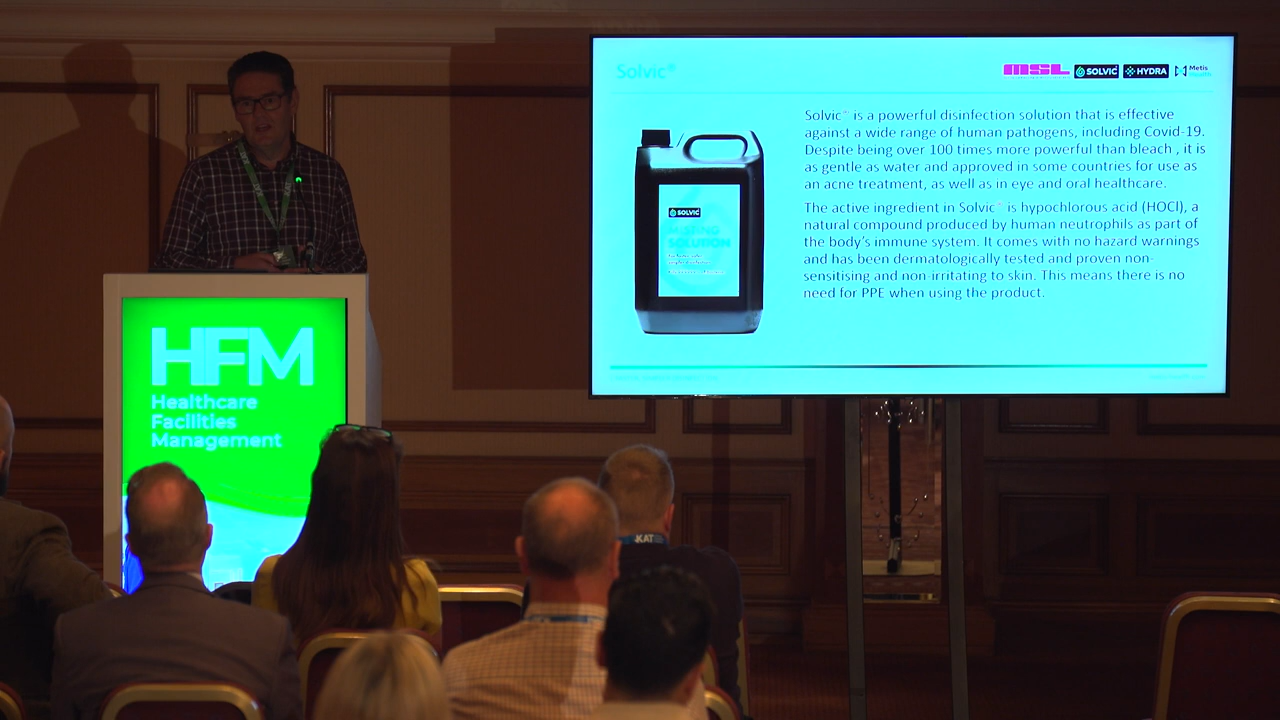 Solvic®
MSL
SOLVIC
HYDRA
Metis
Health
Solvic® is a powerful disinfection solution that is effective
against a wide range of human pathogens, including Covid-19.
Despite being over 100 times more powerful than bleach , it is
as gentle as water and approved in some countries for use as
an acne treatment, as well as in eye and oral healthcare.
The active ingredient in Solvic® is hypochlorous acid (HOCl), a
natural compound produced by human neutrophils as part of
the body's immune system. It comes with no hazard warnings
and has been dermatologically tested and proven non-
sensitising and non-irritating to skin. This means there is no
need for PPE when using the product.
SOLVIC
MISTING
SOLUTION
HFM
Healthcare
Facilities
Management
KAT